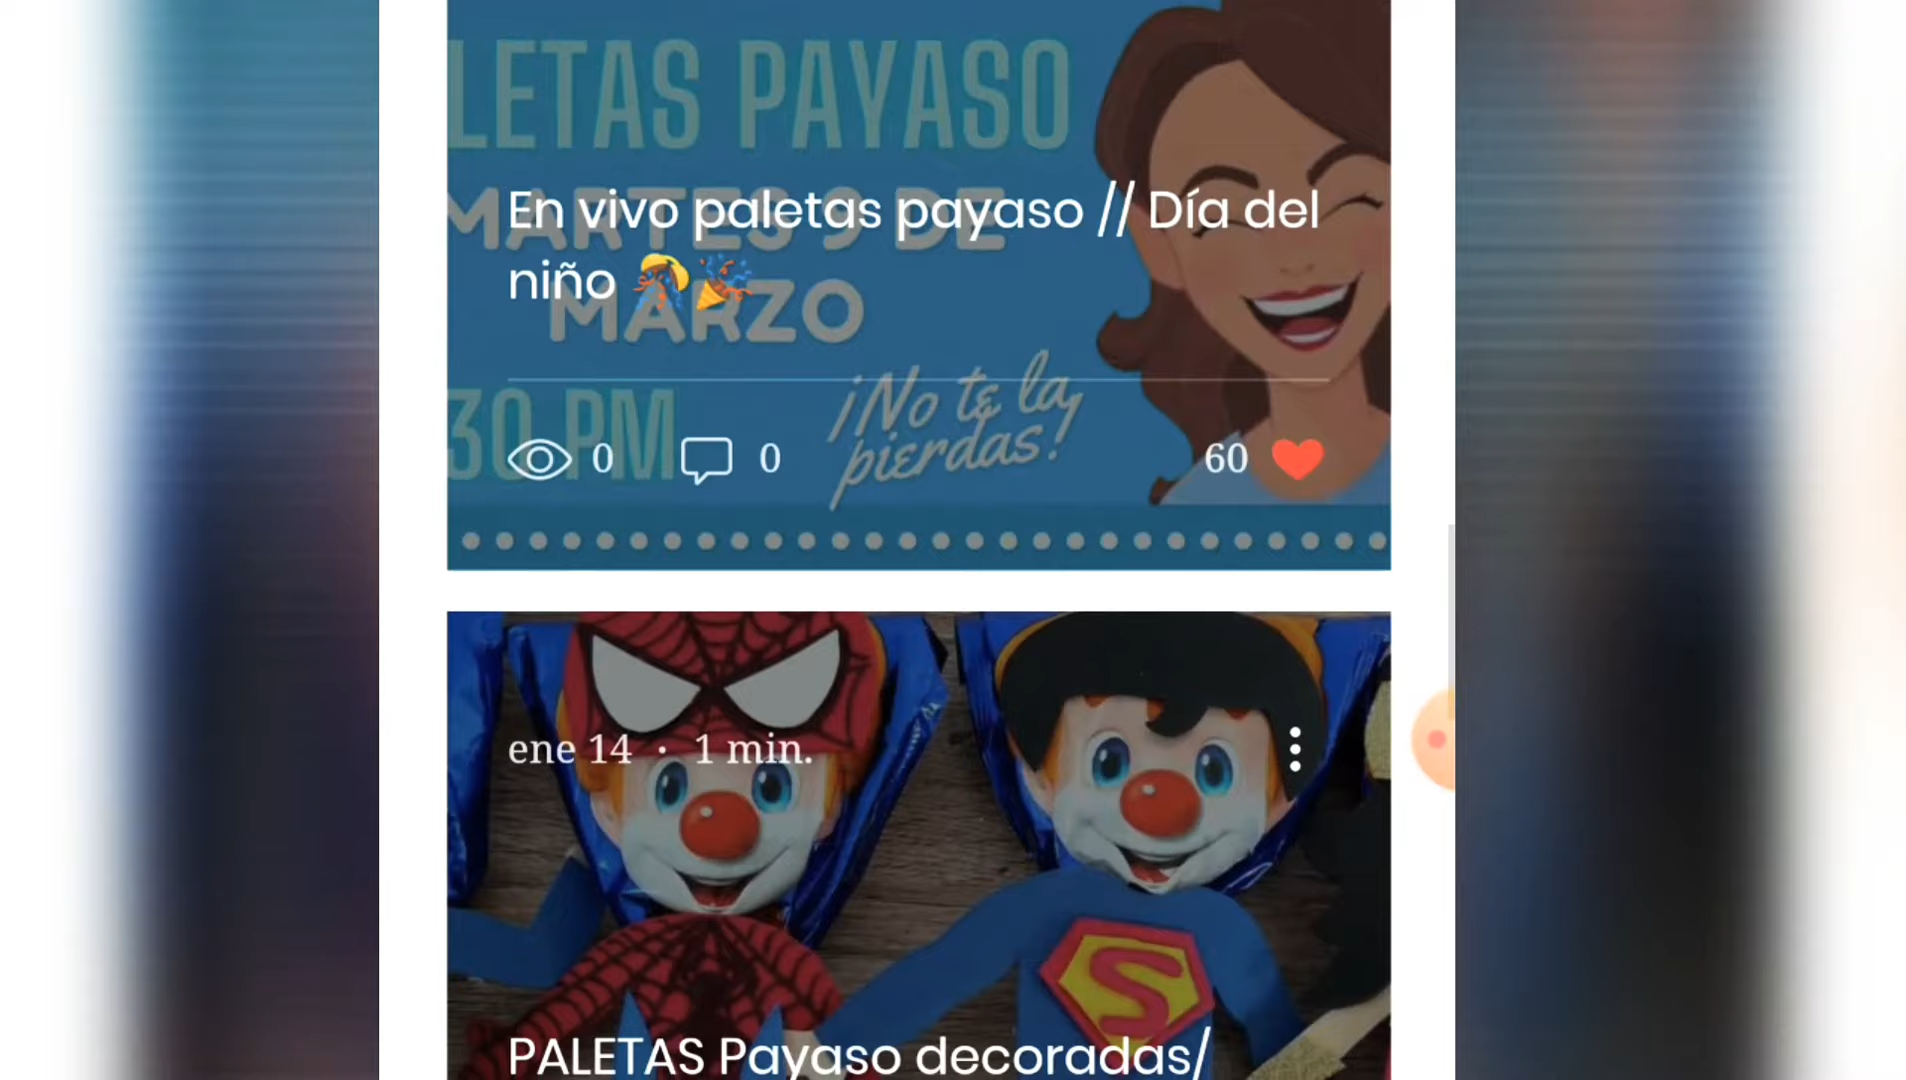 LETAS PAYASO
MARTES 9 DE
MARZO
En vivo paletas payaso // Día del
niño
30 PM
¡No te la
pierdas!
0
0
60
ene 14 · 1 min.
S
PALETAS Payaso decoradas/